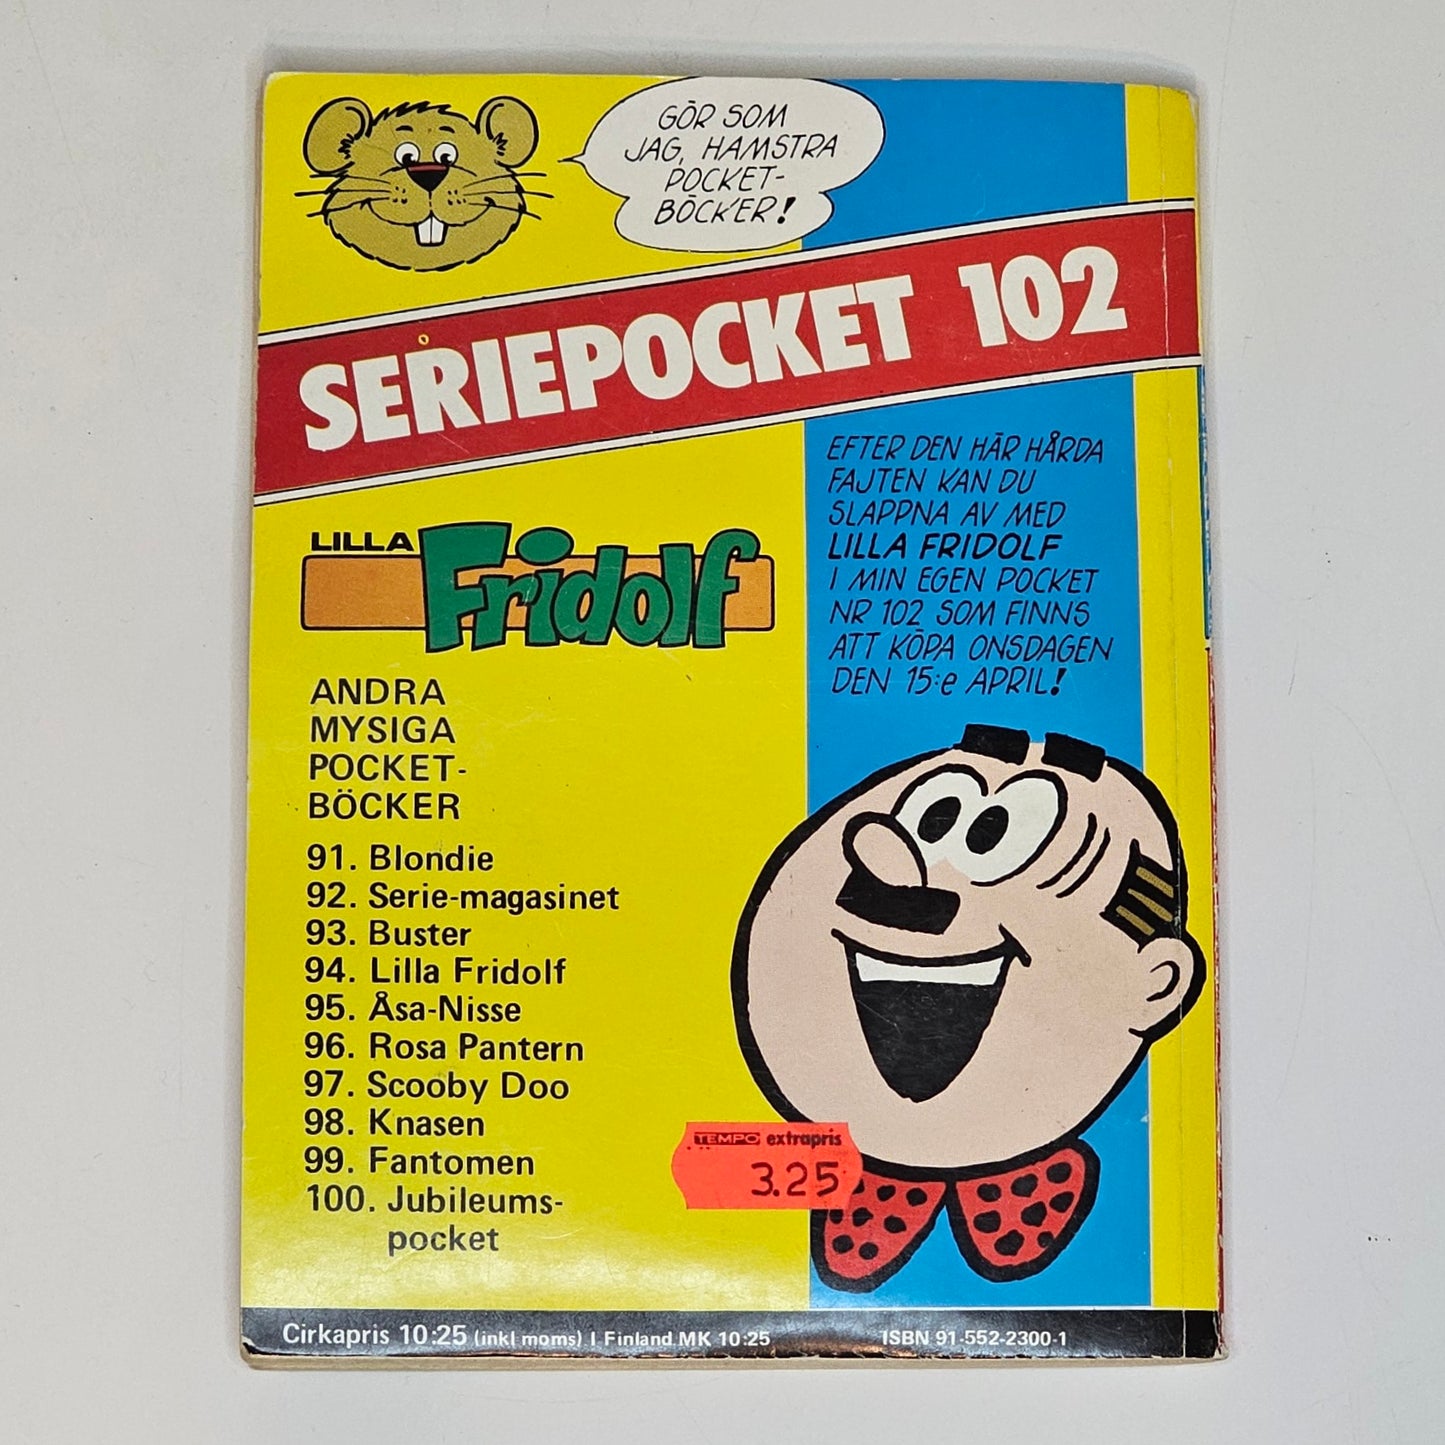 GÖR SOM
JAG, HAMSTRA
POCKET-
BÖCKER!
SERIEPOCKET 102
EFTER DEN HÄR HÅRDA
FAJTEN KAN DU
SLAPPNA AV MED
LILLA FRIDOLF
I MIN EGEN POCKET
NR 102 SOM FINNS
ATT KÖPA ONSDAGEN
DEN 15:e APRIL!
LILLA Fridolf
ANDRA
MYSIGA
POCKET-
BÖCKER
91. Blondie
92. Serie-magasinet
93. Buster
94. Lilla Fridolf
95. Åsa-Nisse
96. Rosa Pantern
97. Scooby Doo
98. Knasen
99. Fantomen
100. Jubileums-
pocket
TEMPO extrapris
3.25
Cirkapris 10:25 (inkl moms) I Finland MK 10:25
ISBN 91-552-2300-1